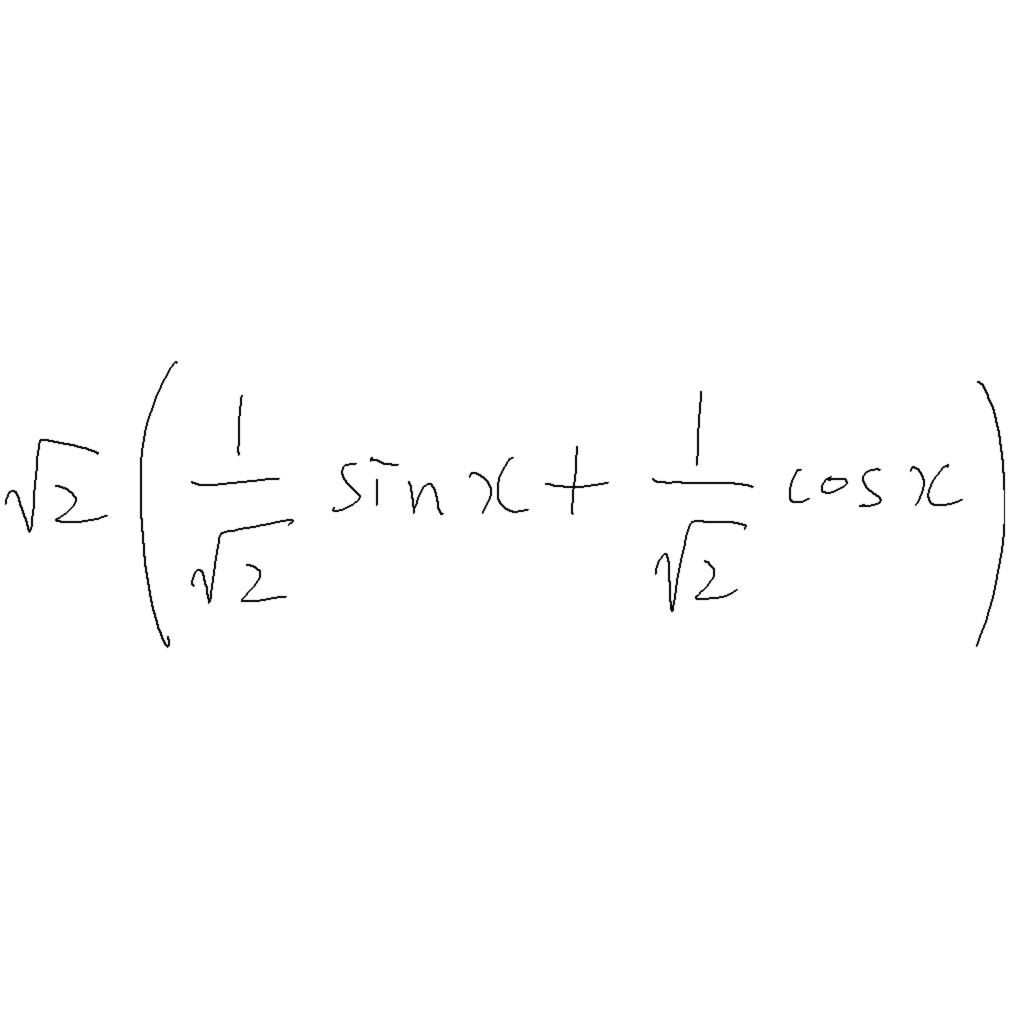 √2 ( 1/√2 sin x + 1/√2 cos x )